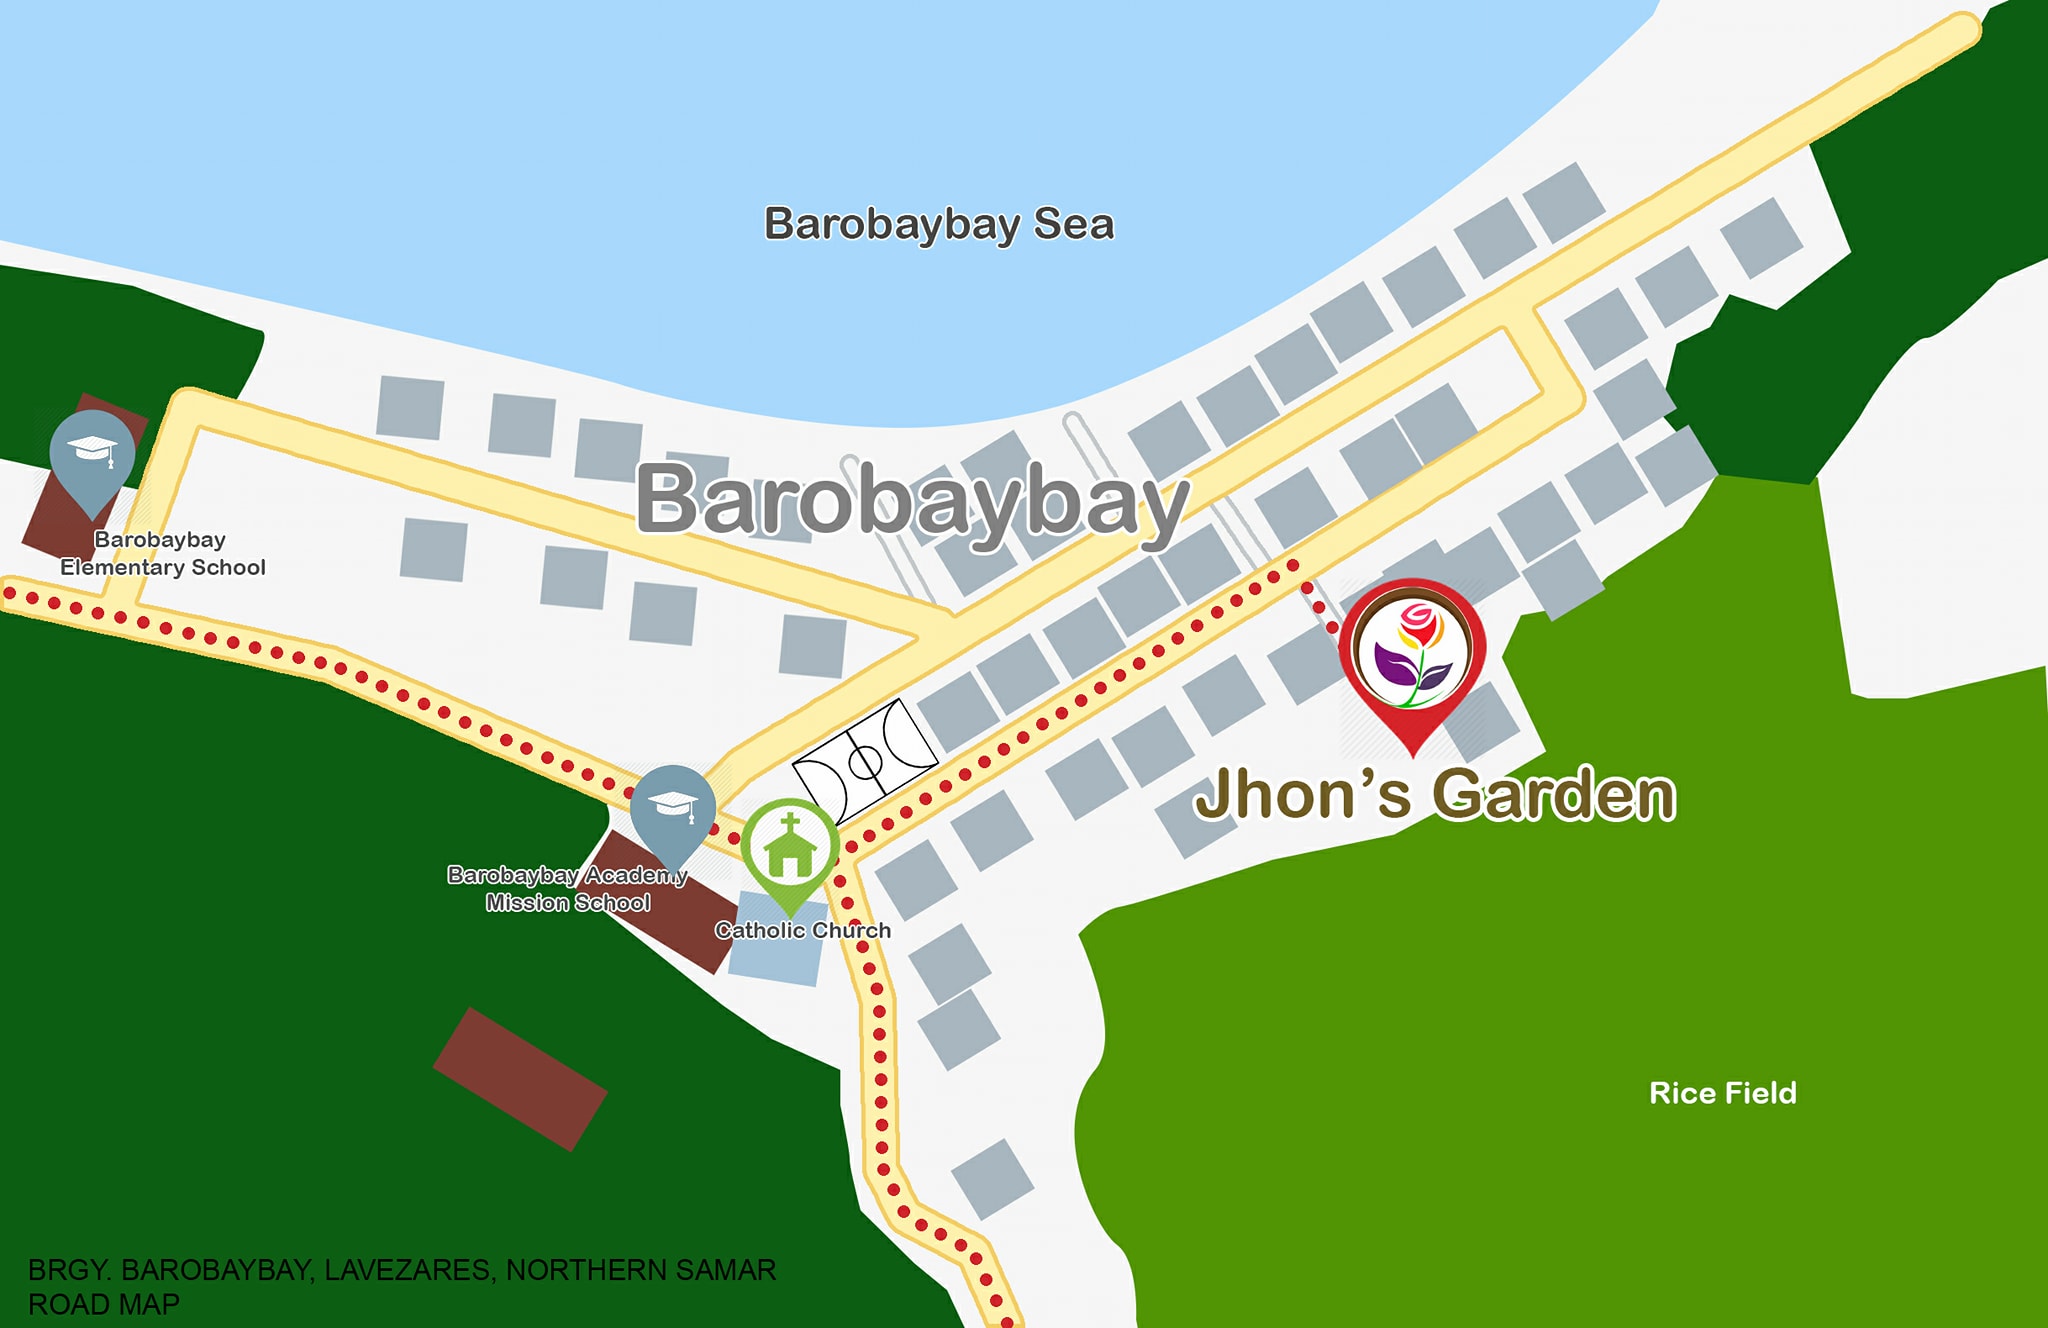 Barobaybay Sea
Barobaybay
Barobaybay
Elementary School
Jhon's Garden
Barobaybay Academy
Mission School
Catholic Church
Rice Field
BRGY. BAROBAYBAY, LAVEZARES, NORTHERN SAMAR
ROAD MAP